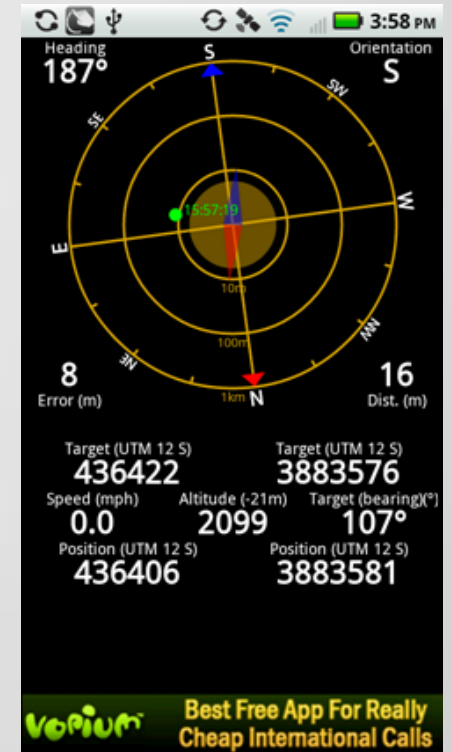 3:58 PM
Heading
187°
Orientation
S
S
SE
SW
15:57:19
W
E
10m
NE
100m
NW
1km
N
8
Error (m)
16
Dist. (m)
Target (UTM 12 S)
436422
Target (UTM 12 S)
3883576
Speed (mph)
0.0
Altitude (-21m)
2099
Target (bearing)(°)
107°
Position (UTM 12 S)
436406
Position (UTM 12 S)
3883581
VOPIUM
Best Free App For Really
Cheap International Calls